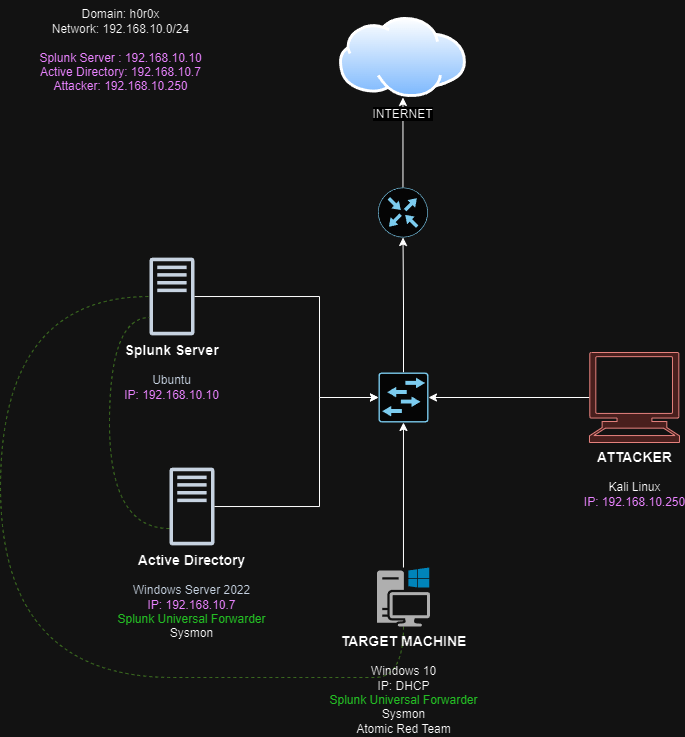 Domain: h0r0x
Network: 192.168.10.0/24
Splunk Server : 192.168.10.10
Active Directory: 192.168.10.7
Attacker: 192.168.10.250
INTERNET
Splunk Server
Ubuntu
IP: 192.168.10.10
ATTACKER
Kali Linux
IP: 192.168.10.250
Active Directory
Windows Server 2022
IP: 192.168.10.7
Splunk Universal Forwarder
Sysmon
TARGET MACHINE
Windows 10
IP: DHCP
Splunk Universal Forwarder
Sysmon
Atomic Red Team